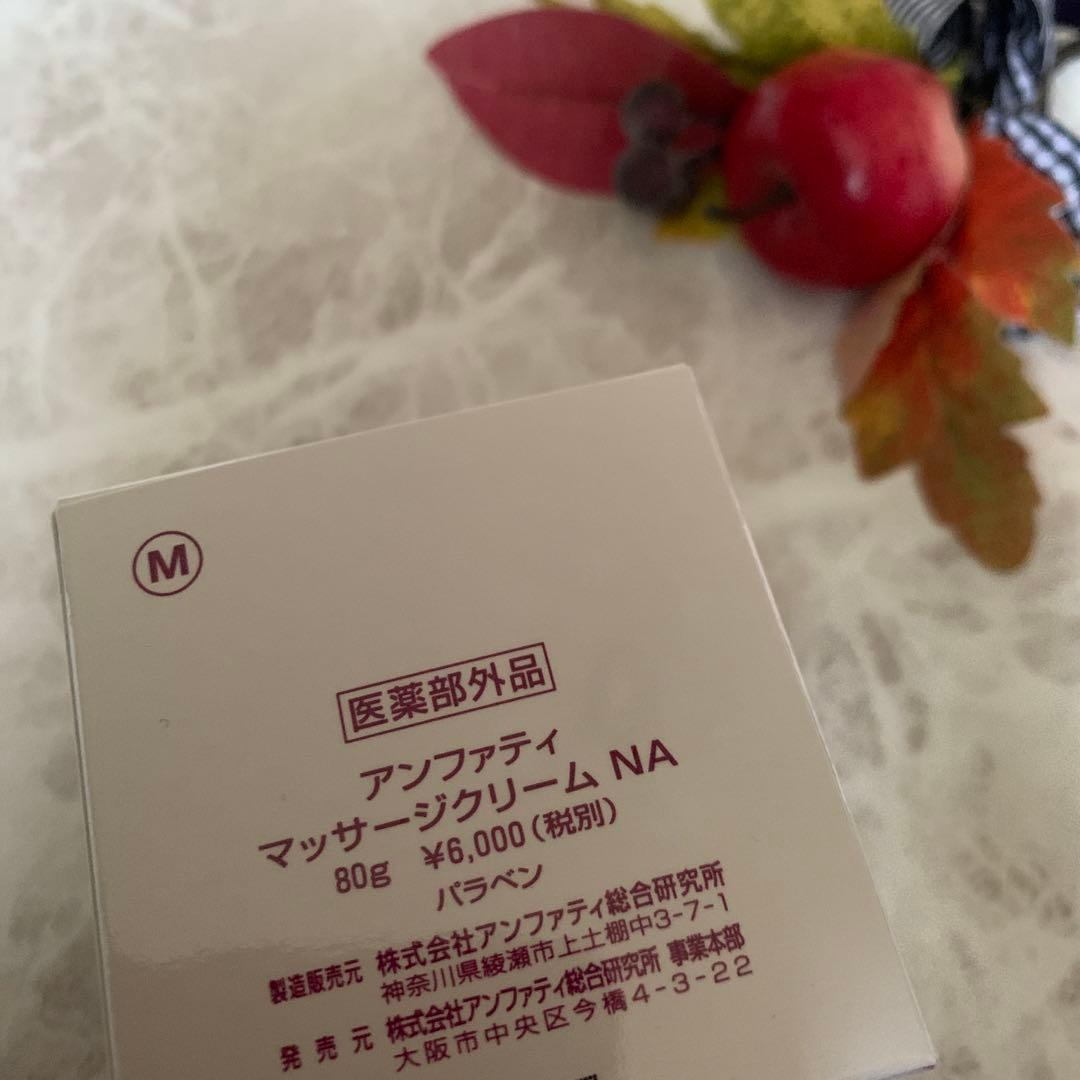 M
医薬部外品
アンファティ
マッサージクリーム NA
80g ¥6,000(税別)
パラベン
製造販売元 株式会社アンファティ総合研究所
神奈川県綾瀬市上土棚中3-7-1
発売元 株式会社アンファティ総合研究所 事業本部
大阪市中央区今橋4-3-22